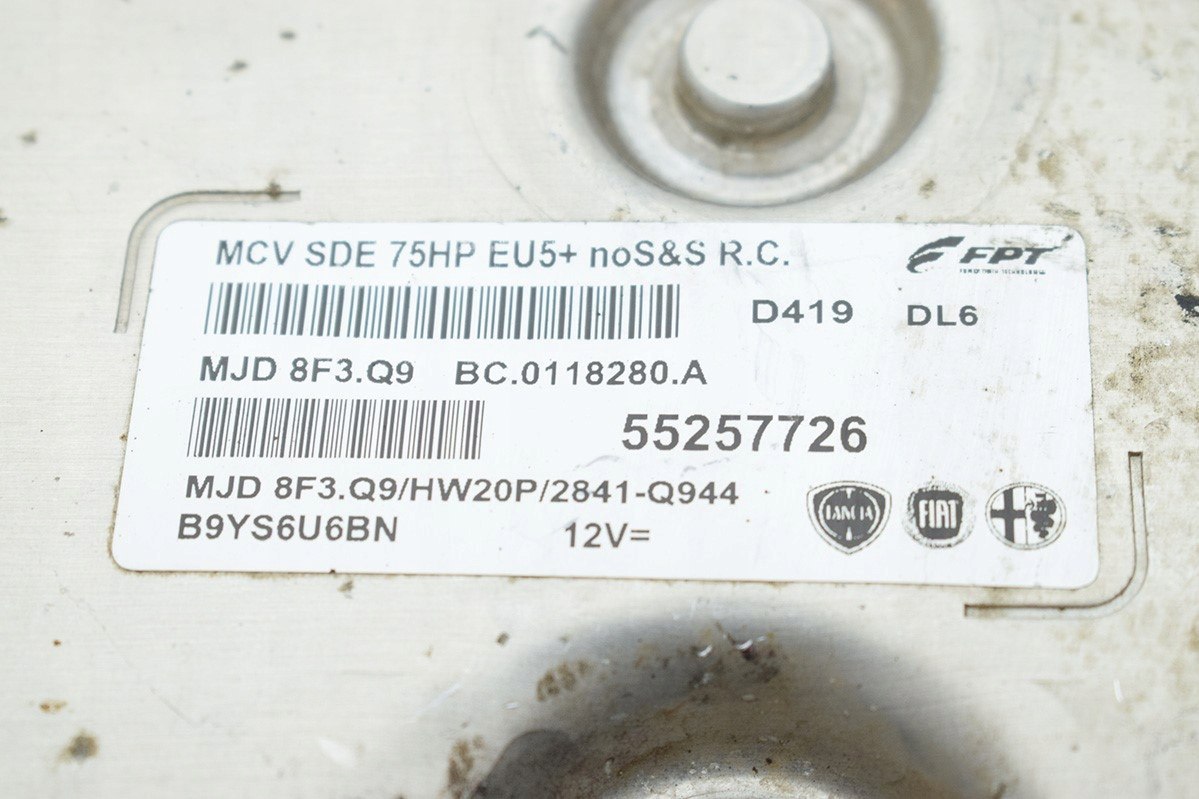 MCV SDE 75HP EU5+ noS&S R.C.
FPT
D419 DL6
MJD 8F3.Q9 BC.0118280.A
55257726
MJD 8F3.Q9/HW20P/2841-Q944
B9YS6U6BN 12V=
LANCIA FIAT